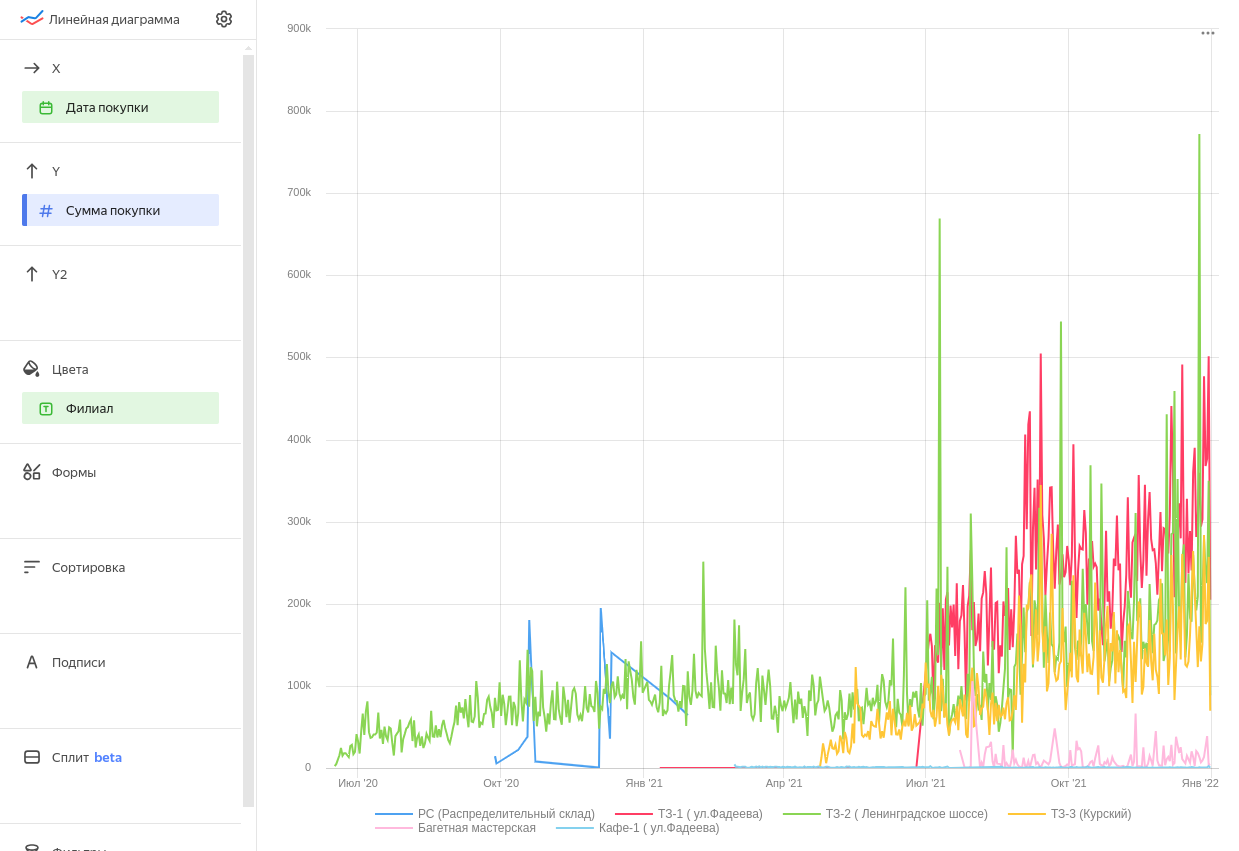 Линейная диаграмма
X
Дата покупки
Y
Сумма покупки
Y2
Цвета
Филиал
Формы
Сортировка
Подписи
Сплит beta
900k
800k
700k
600k
500k
400k
300k
200k
100k
0
Июл '20
Окт '20
Янв '21
Апр '21
Июл '21
Окт '21
Янв '22
РС (Распределительный склад)
ТЗ-1 ( ул.Фадеева)
ТЗ-2 ( Ленинградское шоссе)
ТЗ-3 (Курский)
Багетная мастерская
Кафе-1 ( ул.Фадеева)